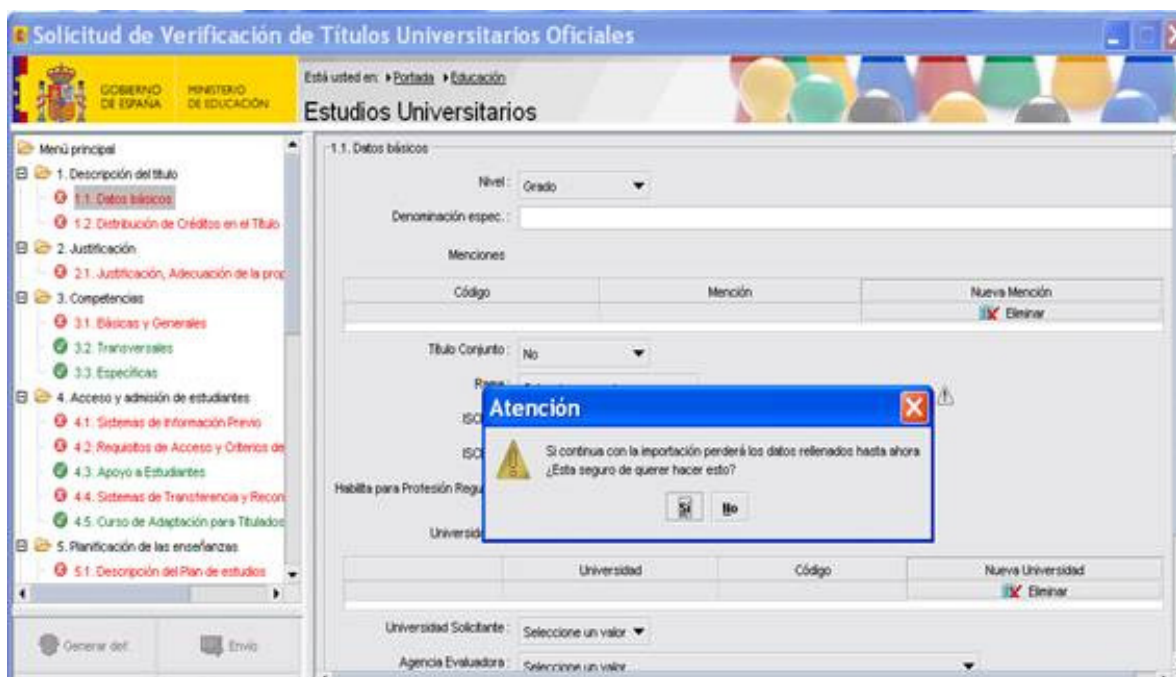 Solicitud de Verificación de Títulos Universitarios Oficiales
GOBIERNO DE ESPAÑA
MINISTERIO DE EDUCACIÓN
Está usted en: Portada Educación
Estudios Universitarios
Menú principal
1. Descripción del título
1.1. Datos básicos
1.2. Distribución de Créditos en el Título
2. Justificación
2.1. Justificación, Adecuación de la prop
3. Competencias
3.1. Básicas y Generales
3.2. Transversales
3.3. Específicas
4. Acceso y admisión de estudiantes
4.1. Sistemas de Información Previo
4.2. Requisitos de Acceso y Criterios de
4.3. Apoyo a Estudiantes
4.4. Sistemas de Transferencia y Recon
4.5. Curso de Adaptación para Titulados
5. Planificación de las enseñanzas
5.1. Descripción del Plan de estudios
Generar def.
Envío
1.1. Datos básicos
Nivel : Grado
Denominación espec. :
Menciones
Código Mención Nueva Mención
Eliminar
Título Conjunto : No
Habilita para Profesión Regu
Atención
Si continua con la importación perderá los datos rellenados hasta ahora
¿Esta seguro de querer hacer esto?
Sí No
Universidad Código Nueva Universidad
Eliminar
Universidad Solicitante : Seleccione un valor
Agencia Evaluadora : Seleccione un valor